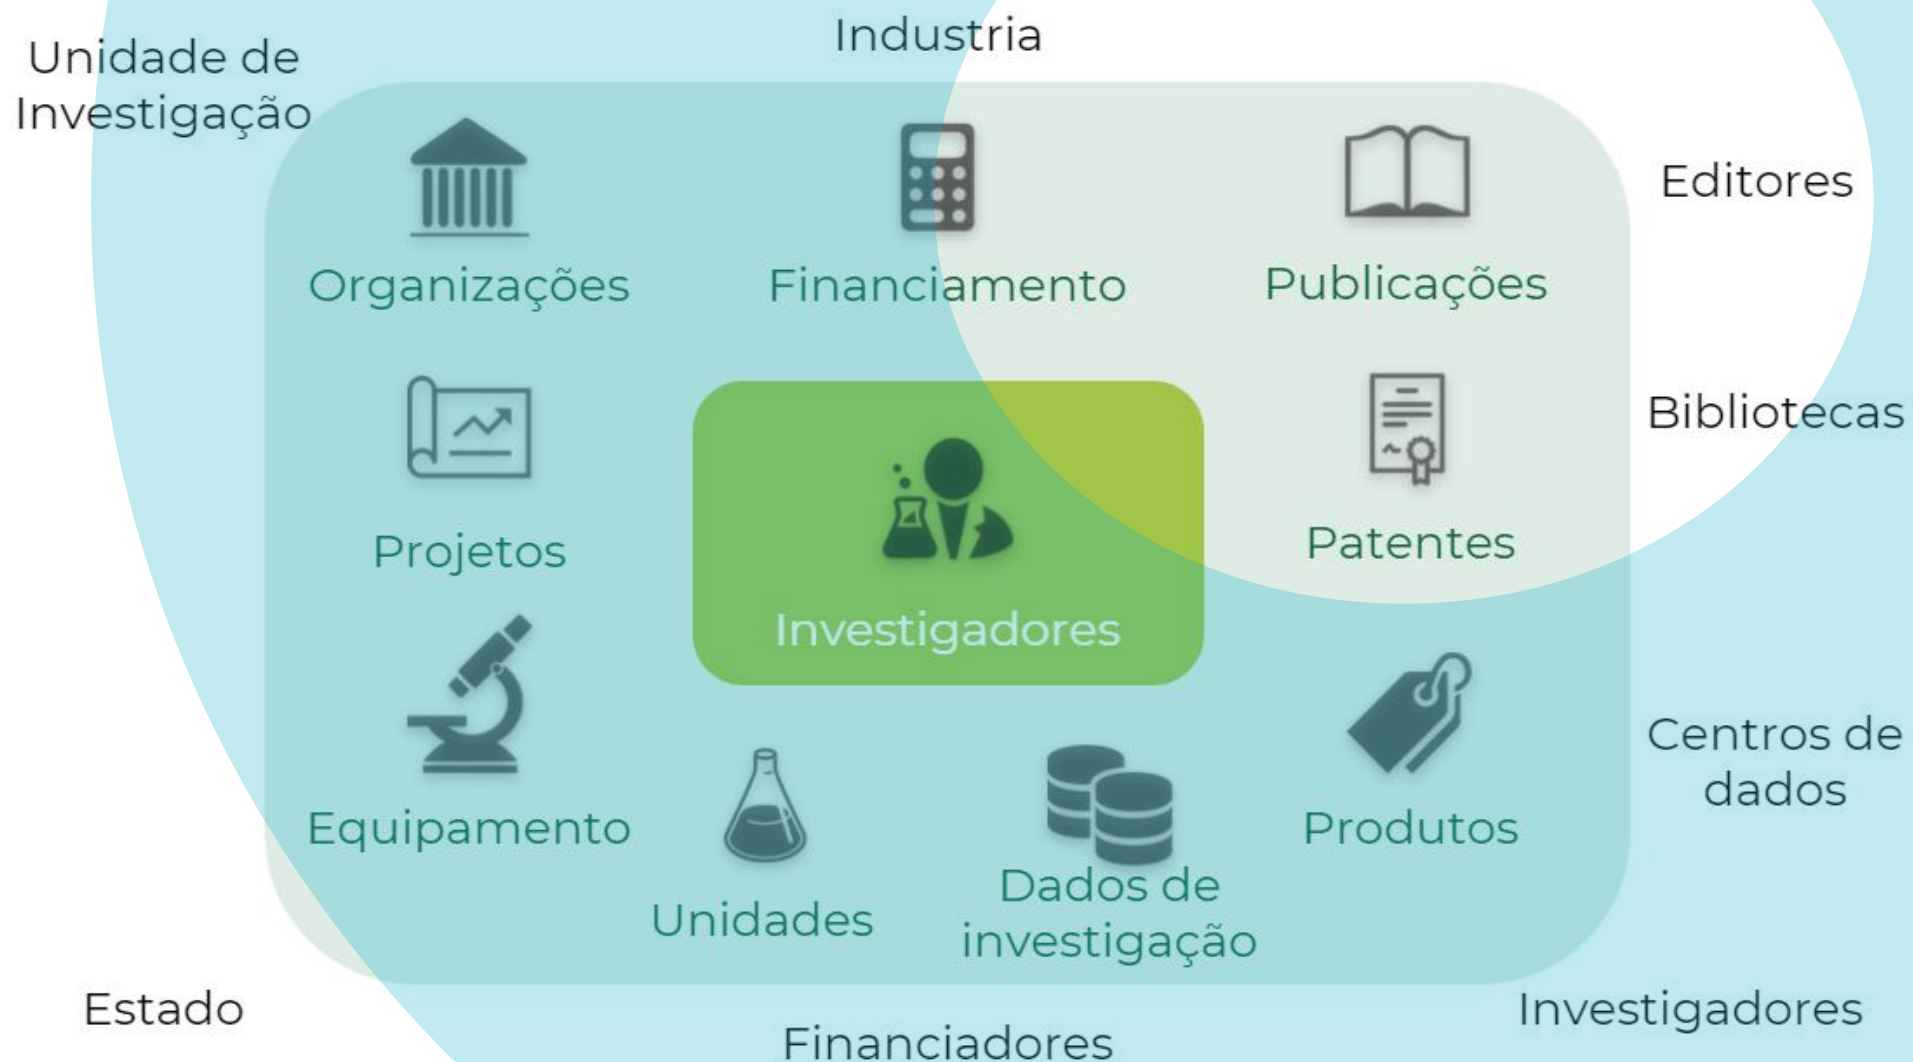 Industria
Unidade de
Investigação
Editores
Organizações
Financiamento
Publicações
Bibliotecas
Projetos
Patentes
Investigadores
Centros de
dados
Equipamento
Produtos
Unidades
Dados de
investigação
Estado
Financiadores
Investigadores